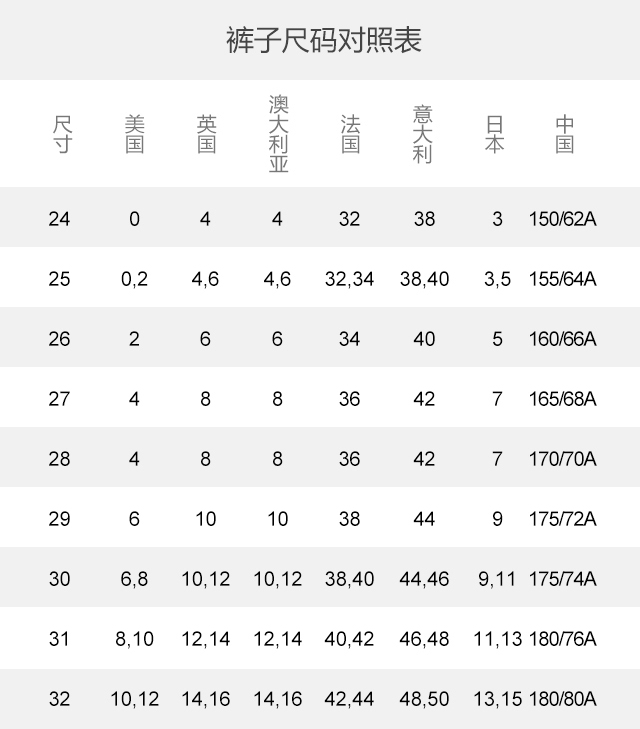 裤子尺码对照表
尺寸 美国 英国 澳大利亚 法国 意大利 日本 中国
24 0 4 4 32 38 3 150/62A
25 0,2 4,6 4,6 32,34 38,40 3,5 155/64A
26 2 6 6 34 40 5 160/66A
27 4 8 8 36 42 7 165/68A
28 4 8 8 36 42 7 170/70A
29 6 10 10 38 44 9 175/72A
30 6,8 10,12 10,12 38,40 44,46 9,11 175/74A
31 8,10 12,14 12,14 40,42 46,48 11,13 180/76A
32 10,12 14,16 14,16 42,44 48,50 13,15 180/80A